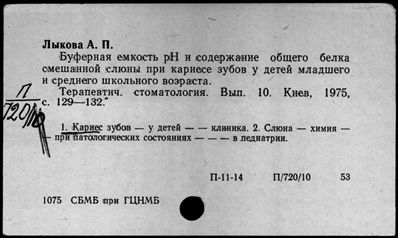 Лыкова А. П.
Буферная емкость pH и содержание общего белка
смешанной слюны при кариесе зубов у детей младшего
и среднего школьного возраста.
Терапевтич. стоматология. Вып. 10. Киев, 1975,
с. 129—132.
П
720/10
1. Кариес зубов — у детей — — клиника. 2. Слюна — химия —
— при патологических состояниях — — — в педиатрии.
П-11-14 П/720/10 53
1075 СБМБ при ГЦНМБ